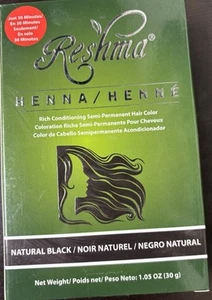 Just 30 Minutes!
En 30 Minutes
Seulement!
En solo
30 Minutos
Reshma®
HENNA/HENNÉ
Rich Conditioning Semi-Permanent Hair Color
Coloration Riche Semi-Permanente Pour Cheveux
Color de Cabello Semipermanente Acondicionador
NATURAL BLACK / NOIR NATUREL / NEGRO NATURAL
Net Weight/ Poids net/ Peso Neto: 1.05 OZ (30 g)